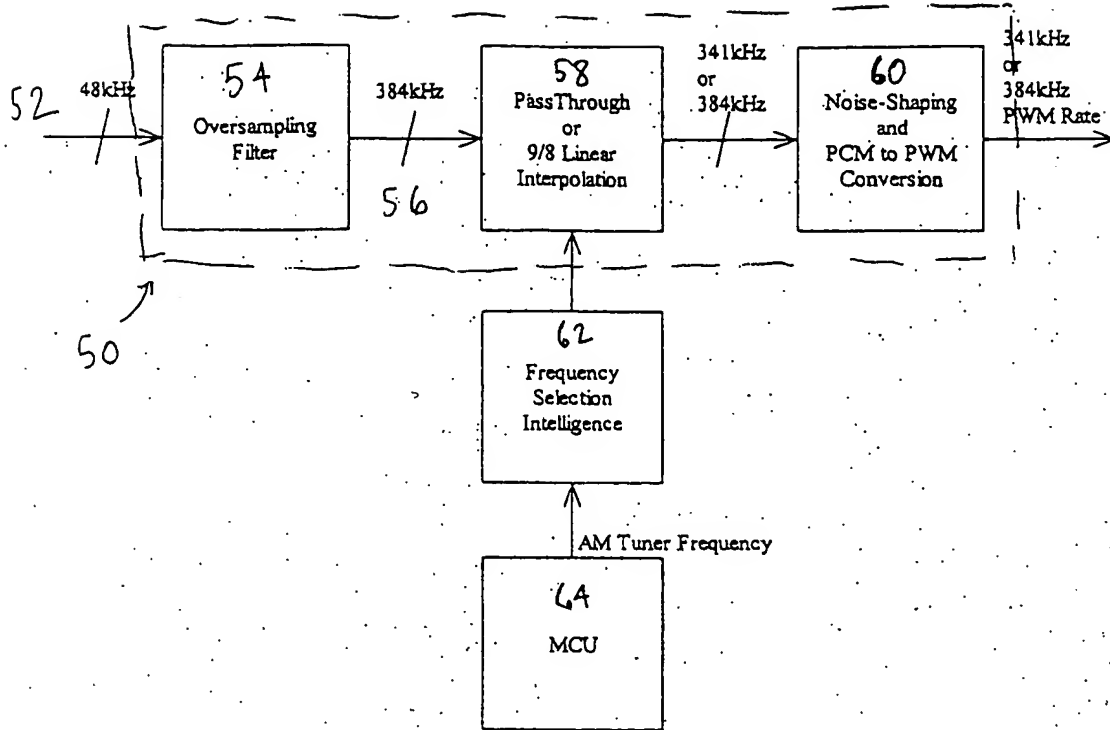 52
48kHz
54
Oversampling
Filter
384kHz
56
58
PassThrough
or
9/8 Linear
Interpolation
341kHz
or
384kHz
60
Noise-Shaping
and
PCM to PWM
Conversion
341kHz
or
384kHz
PWM Rate
50
62
Frequency
Selection
Intelligence
AM Tuner Frequency
64
MCU